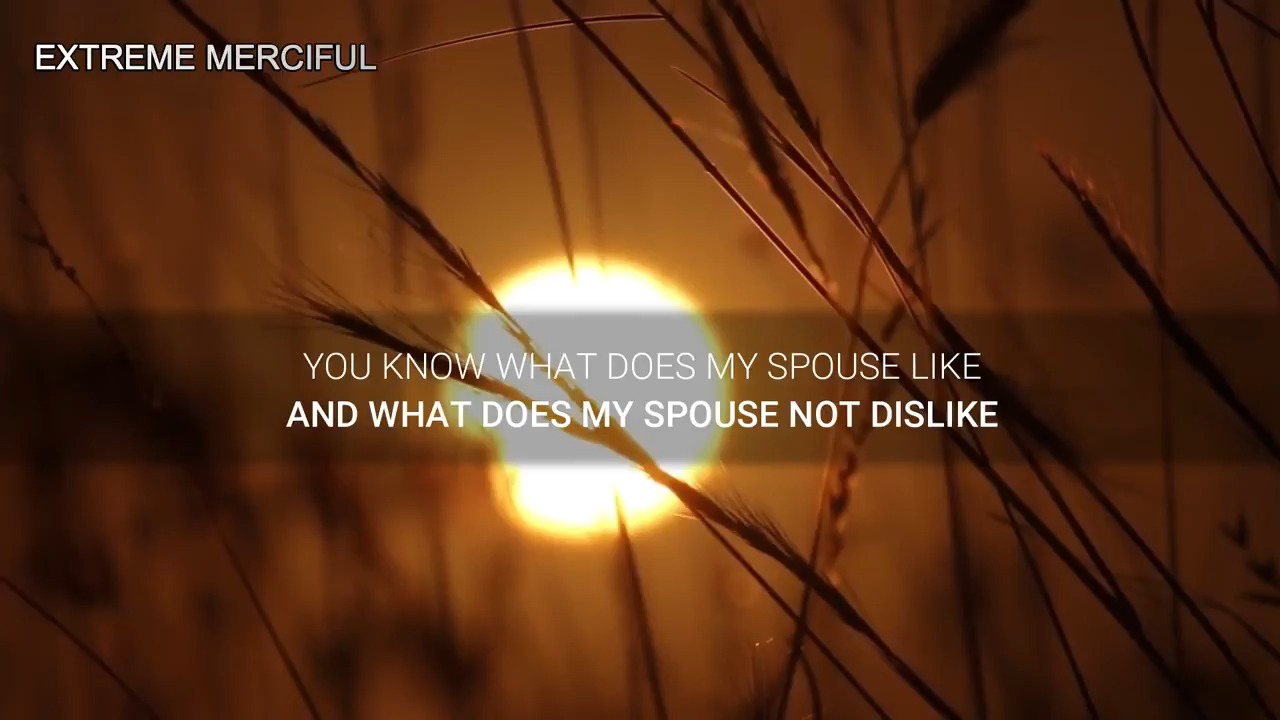 EXTREME MERCIFUL
YOU KNOW WHAT DOES MY SPOUSE LIKE
AND WHAT DOES MY SPOUSE NOT DISLIKE